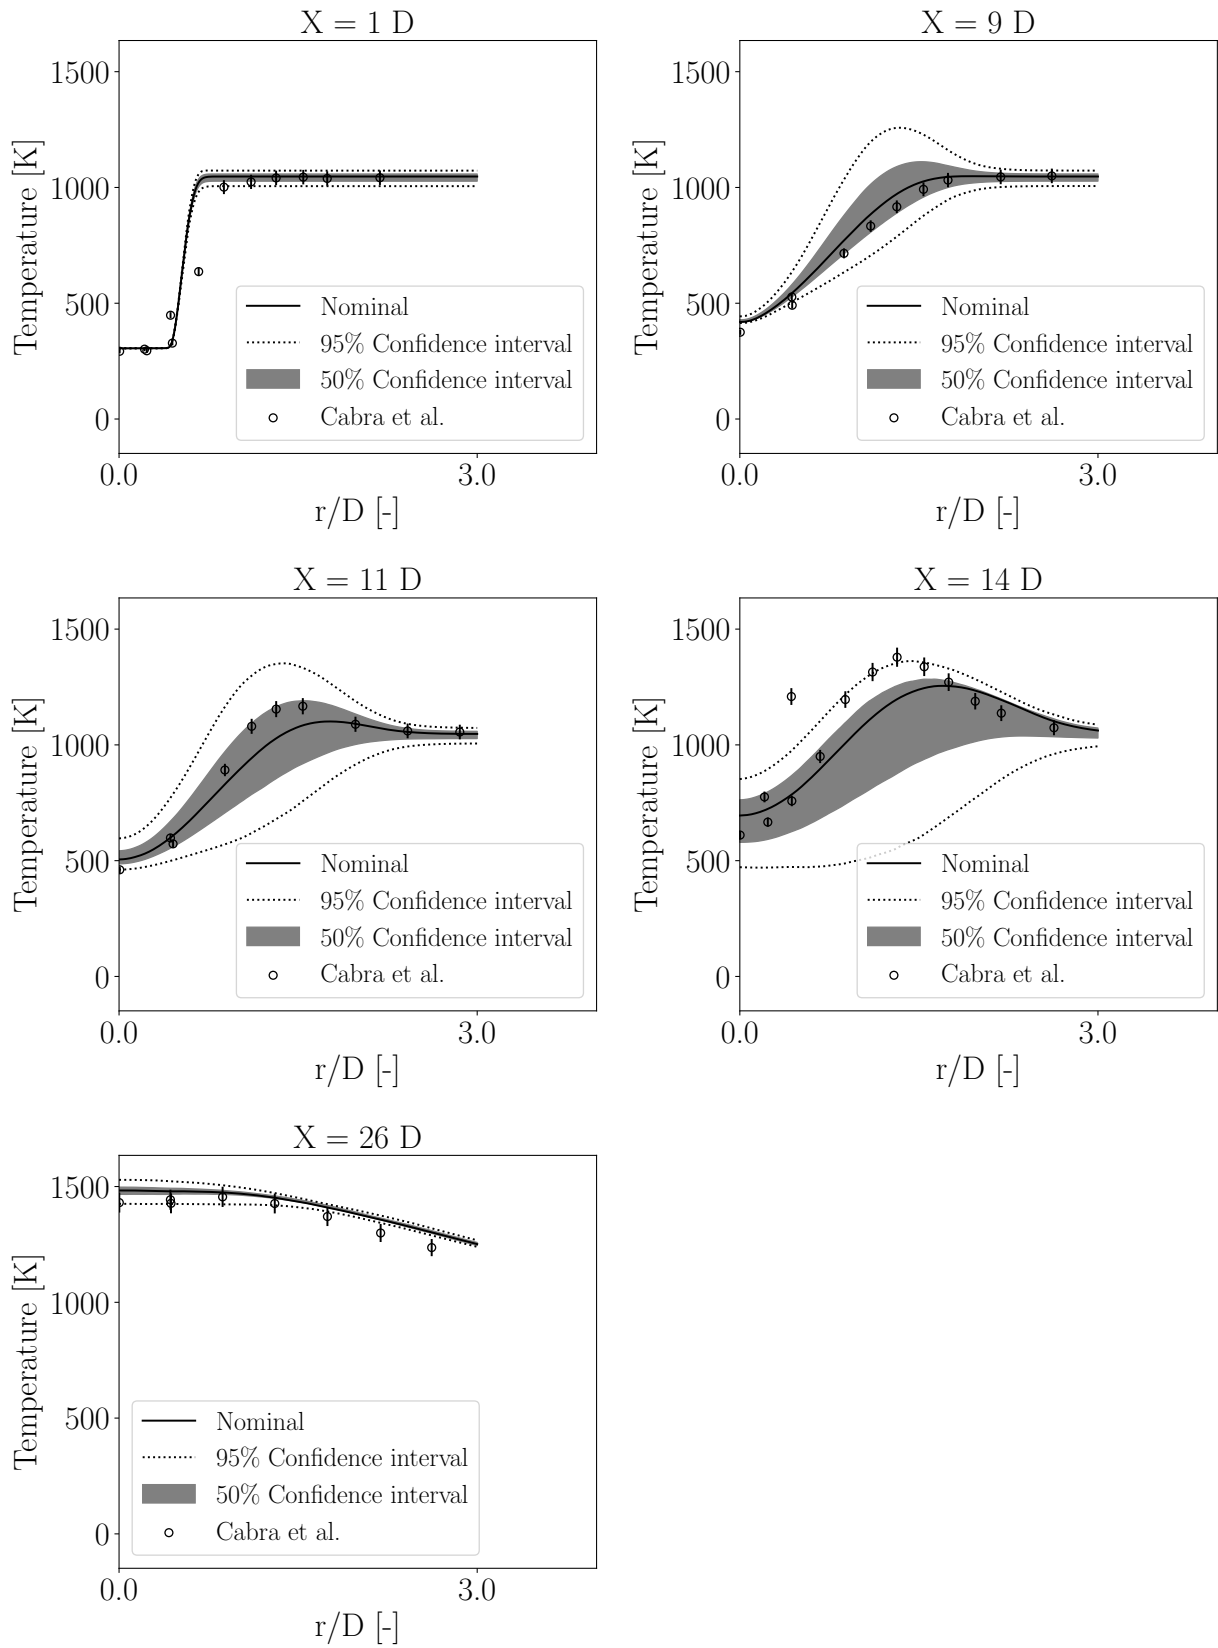 X = 1 D
Temperature [K]
1500
1000
500
0
Nominal
95% Confidence interval
50% Confidence interval
Cabra et al.
0.0
3.0
r/D [-]
X = 9 D
Temperature [K]
1500
1000
500
0
Nominal
95% Confidence interval
50% Confidence interval
Cabra et al.
0.0
3.0
r/D [-]
X = 11 D
Temperature [K]
1500
1000
500
0
Nominal
95% Confidence interval
50% Confidence interval
Cabra et al.
0.0
3.0
r/D [-]
X = 14 D
Temperature [K]
1500
1000
500
0
Nominal
95% Confidence interval
50% Confidence interval
Cabra et al.
0.0
3.0
r/D [-]
X = 26 D
Temperature [K]
1500
1000
500
0
Nominal
95% Confidence interval
50% Confidence interval
Cabra et al.
0.0
3.0
r/D [-]